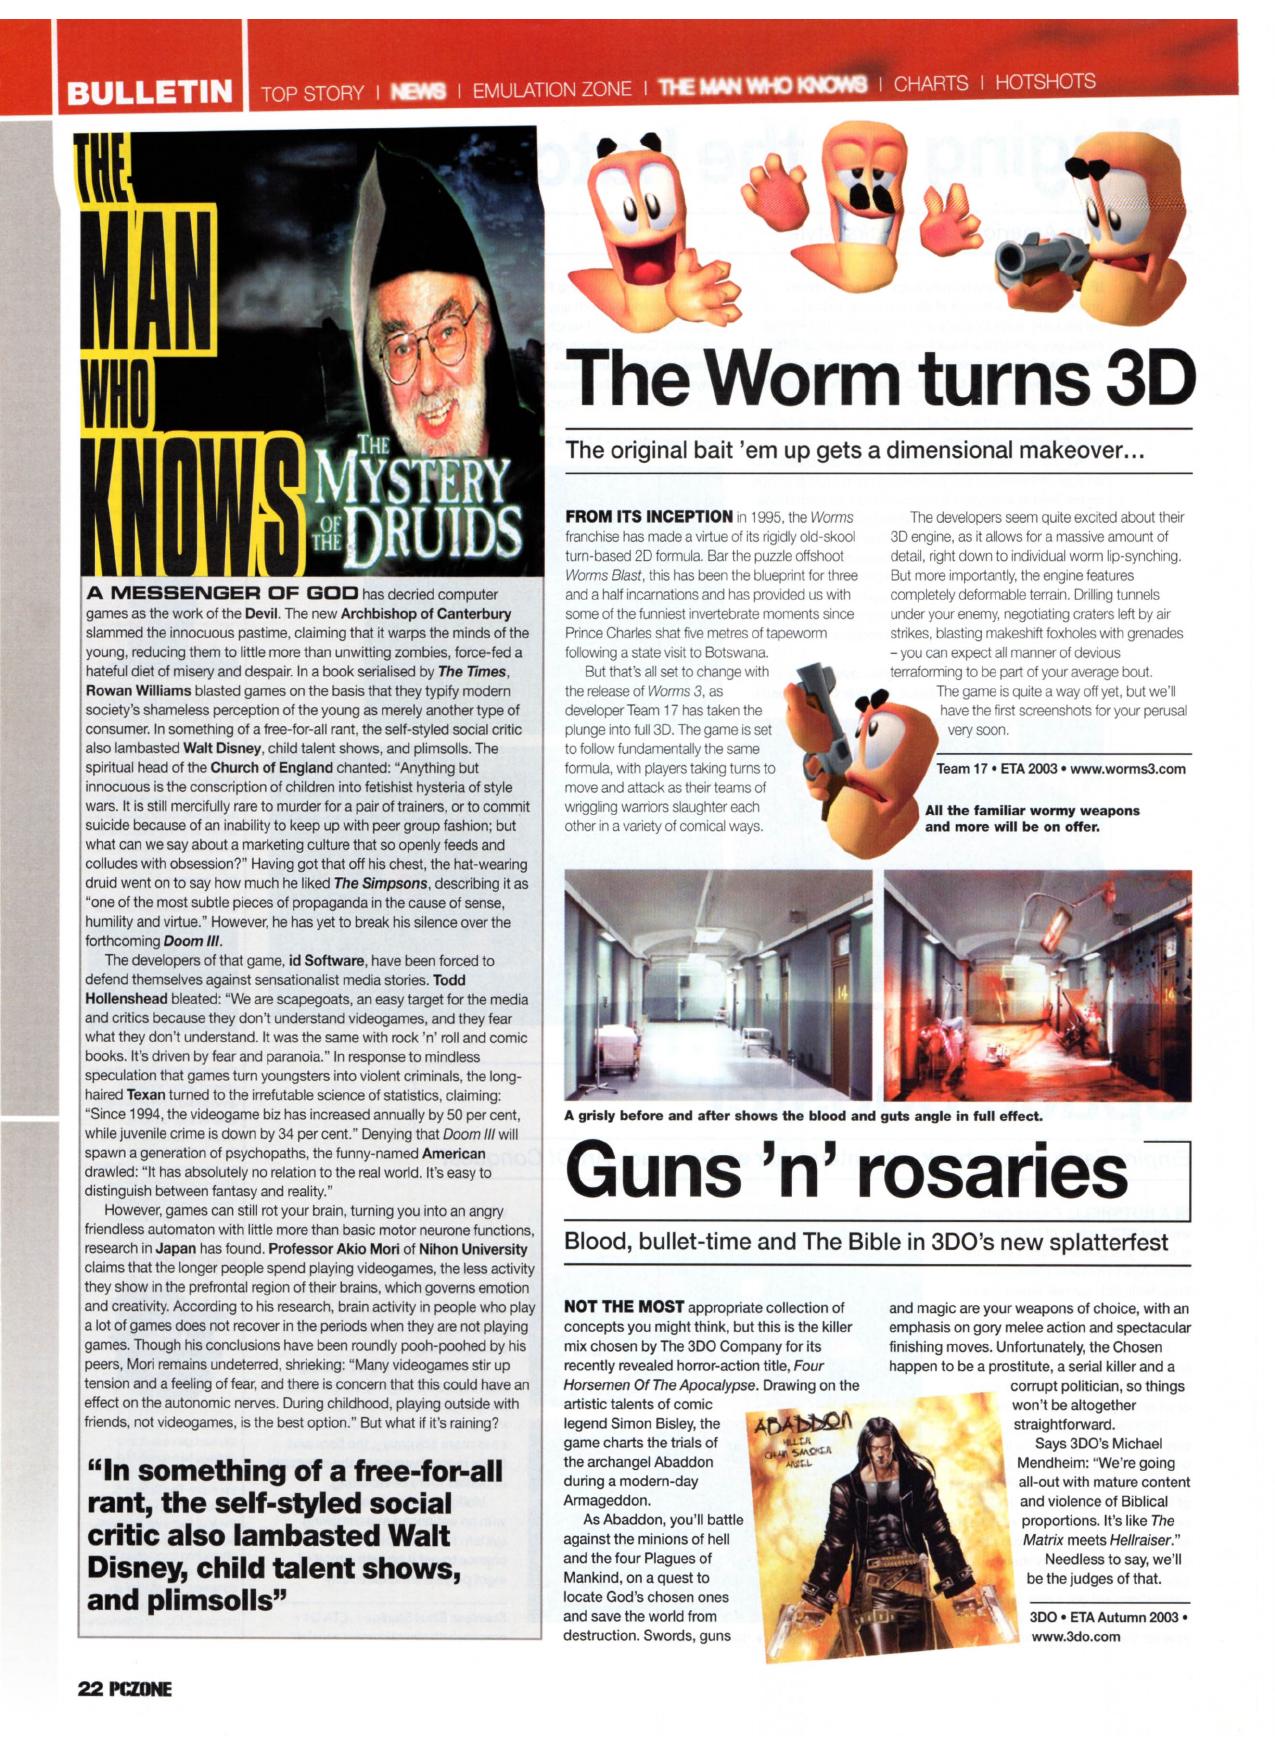 BULLETIN
TOP STORY | NEWS | EMULATION ZONE | THE MAN WHO KNOWS | CHARTS | HOTSHOTS
THE
MAN
WHO
KNOWS
THE
MYSTERY
OF THE DRUIDS
A MESSENGER OF GOD has decried computer
games as the work of the Devil. The new Archbishop of Canterbury
slammed the innocuous pastime, claiming that it warps the minds of the
young, reducing them to little more than unwitting zombies, force-fed a
hateful diet of misery and despair. In a book serialised by The Times,
Rowan Williams blasted games on the basis that they typify modern
society's shameless perception of the young as merely another type of
consumer. In something of a free-for-all rant, the self-styled social critic
also lambasted Walt Disney, child talent shows, and plimsolls. The
spiritual head of the Church of England chanted: “Anything but
innocuous is the conscription of children into fetishist hysteria of style
wars. It is still mercifully rare to murder for a pair of trainers, or to commit
suicide because of an inability to keep up with peer group fashion; but
what can we say about a marketing culture that so openly feeds and
colludes with obsession?” Having got that off his chest, the hat-wearing
druid went on to say how much he liked The Simpsons, describing it as
“one of the most subtle pieces of propaganda in the cause of sense,
humility and virtue.” However, he has yet to break his silence over the
forthcoming Doom III.
The developers of that game, id Software, have been forced to
defend themselves against sensationalist media stories. Todd
Hollenshead bleated: “We are scapegoats, an easy target for the media
and critics because they don't understand videogames, and they fear
what they don't understand. It was the same with rock 'n' roll and comic
books. It's driven by fear and paranoia.” In response to mindless
speculation that games turn youngsters into violent criminals, the long-
haired Texan turned to the irrefutable science of statistics, claiming:
“Since 1994, the videogame biz has increased annually by 50 per cent,
while juvenile crime is down by 34 per cent.” Denying that Doom III will
spawn a generation of psychopaths, the funny-named American
drawled: “It has absolutely no relation to the real world. It's easy to
distinguish between fantasy and reality.”
However, games can still rot your brain, turning you into an angry
friendless automaton with little more than basic motor neurone functions,
research in Japan has found. Professor Akio Mori of Nihon University
claims that the longer people spend playing videogames, the less activity
they show in the prefrontal region of their brains, which governs emotion
and creativity. According to his research, brain activity in people who play
a lot of games does not recover in the periods when they are not playing
games. Though his conclusions have been roundly pooh-poohed by his
peers, Mori remains undeterred, shrieking: “Many videogames stir up
tension and a feeling of fear, and there is concern that this could have an
effect on the autonomic nerves. During childhood, playing outside with
friends, not videogames, is the best option.” But what if it's raining?
“In something of a free-for-all
rant, the self-styled social
critic also lambasted Walt
Disney, child talent shows,
and plimsolls”
The Worm turns 3D
The original bait 'em up gets a dimensional makeover...
FROM ITS INCEPTION in 1995, the Worms
franchise has made a virtue of its rigidly old-skool
turn-based 2D formula. Bar the puzzle offshoot
Worms Blast, this has been the blueprint for three
and a half incarnations and has provided us with
some of the funniest invertebrate moments since
Prince Charles shat five metres of tapeworm
following a state visit to Botswana.
But that's all set to change with
the release of Worms 3, as
developer Team 17 has taken the
plunge into full 3D. The game is set
to follow fundamentally the same
formula, with players taking turns to
move and attack as their teams of
wriggling warriors slaughter each
other in a variety of comical ways.
The developers seem quite excited about their
3D engine, as it allows for a massive amount of
detail, right down to individual worm lip-synching.
But more importantly, the engine features
completely deformable terrain. Drilling tunnels
under your enemy, negotiating craters left by air
strikes, blasting makeshift foxholes with grenades
– you can expect all manner of devious
terraforming to be part of your average bout.
The game is quite a way off yet, but we'll
have the first screenshots for your perusal
very soon.
Team 17 • ETA 2003 • www.worms3.com
All the familiar wormy weapons
and more will be on offer.
14
14
A grisly before and after shows the blood and guts angle in full effect.
Guns 'n' rosaries
Blood, bullet-time and The Bible in 3DO's new splatterfest
NOT THE MOST appropriate collection of
concepts you might think, but this is the killer
mix chosen by The 3DO Company for its
recently revealed horror-action title, Four
Horsemen Of The Apocalypse. Drawing on the
artistic talents of comic
legend Simon Bisley, the
game charts the trials of
the archangel Abaddon
during a modern-day
Armageddon.
As Abaddon, you'll battle
against the minions of hell
and the four Plagues of
Mankind, on a quest to
locate God's chosen ones
and save the world from
destruction. Swords, guns
and magic are your weapons of choice, with an
emphasis on gory melee action and spectacular
finishing moves. Unfortunately, the Chosen
happen to be a prostitute, a serial killer and a
corrupt politician, so things
won't be altogether
straightforward.
Says 3DO's Michael
Mendheim: “We're going
all-out with mature content
and violence of Biblical
proportions. It's like The
Matrix meets Hellraiser.”
Needless to say, we'll
be the judges of that.
3DO • ETA Autumn 2003 •
www.3do.com
ABADDON
KILLER
CHAIN SMOKER
ANGEL
22 PCZONE